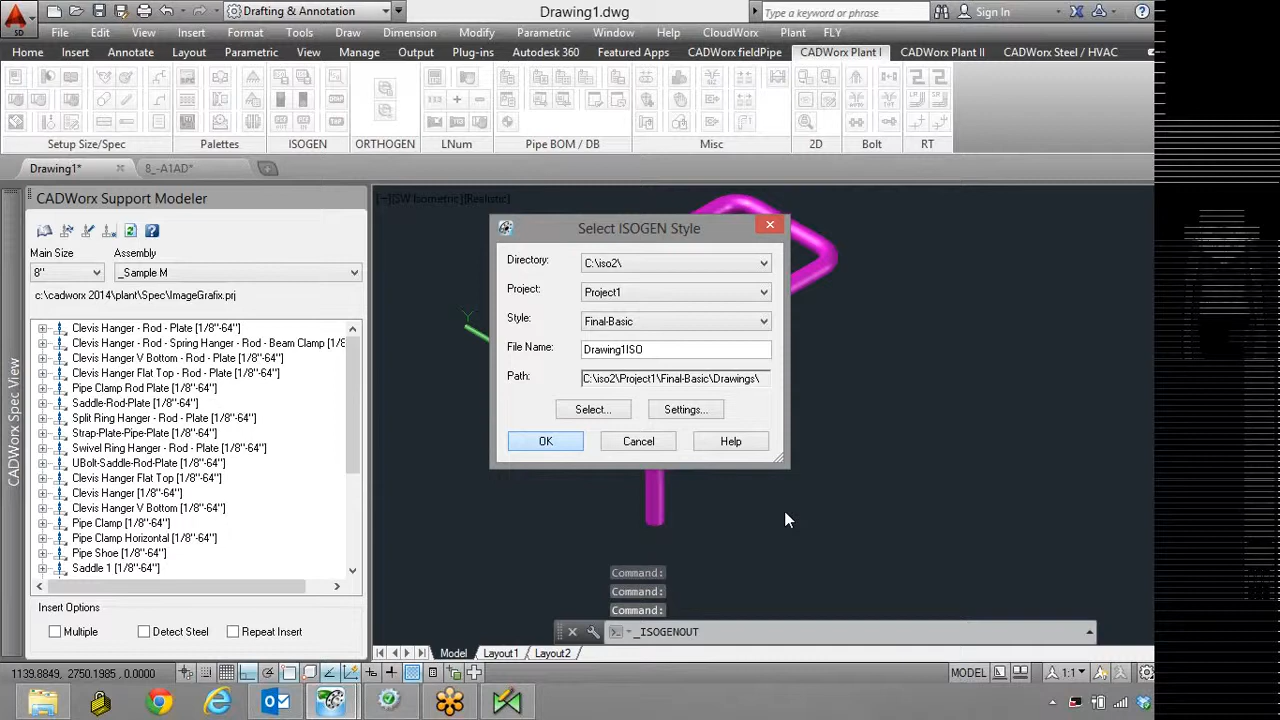 Drafting & Annotation
Drawing1.dwg
Type a keyword or phrase
Sign In
SD
File Edit View Insert Format Tools Draw Dimension Modify Parametric Window Help CloudWorx Plant FLY
Home Insert Annotate Layout Parametric View Manage Output Plug-ins Autodesk 360 Featured Apps CADWorx fieldPipe CADWorx Plant I CADWorx Plant II CADWorx Steel / HVAC
Setup Size/Spec Palettes ISOGEN ORTHOGEN LNum Pipe BOM / DB Misc 2D Bolt RT
Drawing1* 8_-A1AD*
CADWorx Support Modeler
Main Size Assembly
8" _Sample M
c:\cadworx 2014\plant\Spec\ImageGrafix.prj
Clevis Hanger - Rod - Plate [1/8"-64"]
Clevis Hanger - Rod - Clevis Hanger - Rod - Beam Clamp [1/8
Clevis Hanger V Bottom - Rod - Plate [1/8"-64"]
Clevis Hanger Flat Top - Rod - Plate [1/8"-64"]
Pipe Clamp Rod Plate [1/8"-64"]
Saddle-Rod-Plate [1/8"-64"]
Split Ring Hanger - Rod - Plate [1/8"-64"]
Strap-Plate-Pipe-Plate [1/8"-64"]
Swivel Ring Hanger - Rod - Plate [1/8"-64"]
UBolt-Saddle-Rod-Plate [1/8"-64"]
Clevis Hanger Flat Top [1/8"-64"]
Clevis Hanger [1/8"-64"]
Clevis Hanger V Bottom [1/8"-64"]
Pipe Clamp [1/8"-64"]
Pipe Clamp Horizontal [1/8"-64"]
Pipe Shoe [1/8"-64"]
Saddle 1 [1/8"-64"]
Insert Options
Multiple Detect Steel Repeat Insert
CADWorx Spec View
[−][SW Isometric][Realistic]
Select ISOGEN Style
Directory: C:\iso2\
Project: Project1
Style: Final-Basic
File Name: Drawing1ISO
Path: C:\iso2\Project1\Final-Basic\Drawings\
Select... Settings...
OK Cancel Help
Y
Command:
Command:
Command:
_ISOGENOUT
Model Layout1 Layout2
1139.8849, 2750.1985, 0.0000
MODEL 1:1